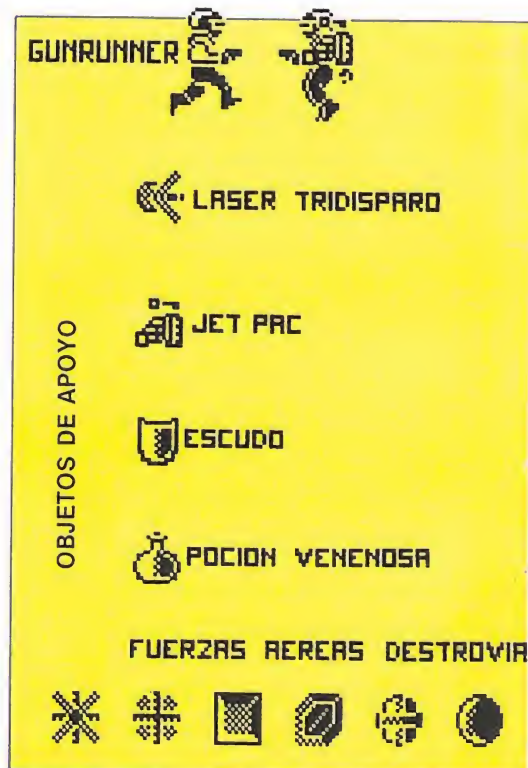 GUNRUNNER
OBJETOS DE APOYO
LASER TRIDISPARO
JET PAC
ESCUDO
POCION VENENOSA
FUERZAS AEREAS DESTROVIA